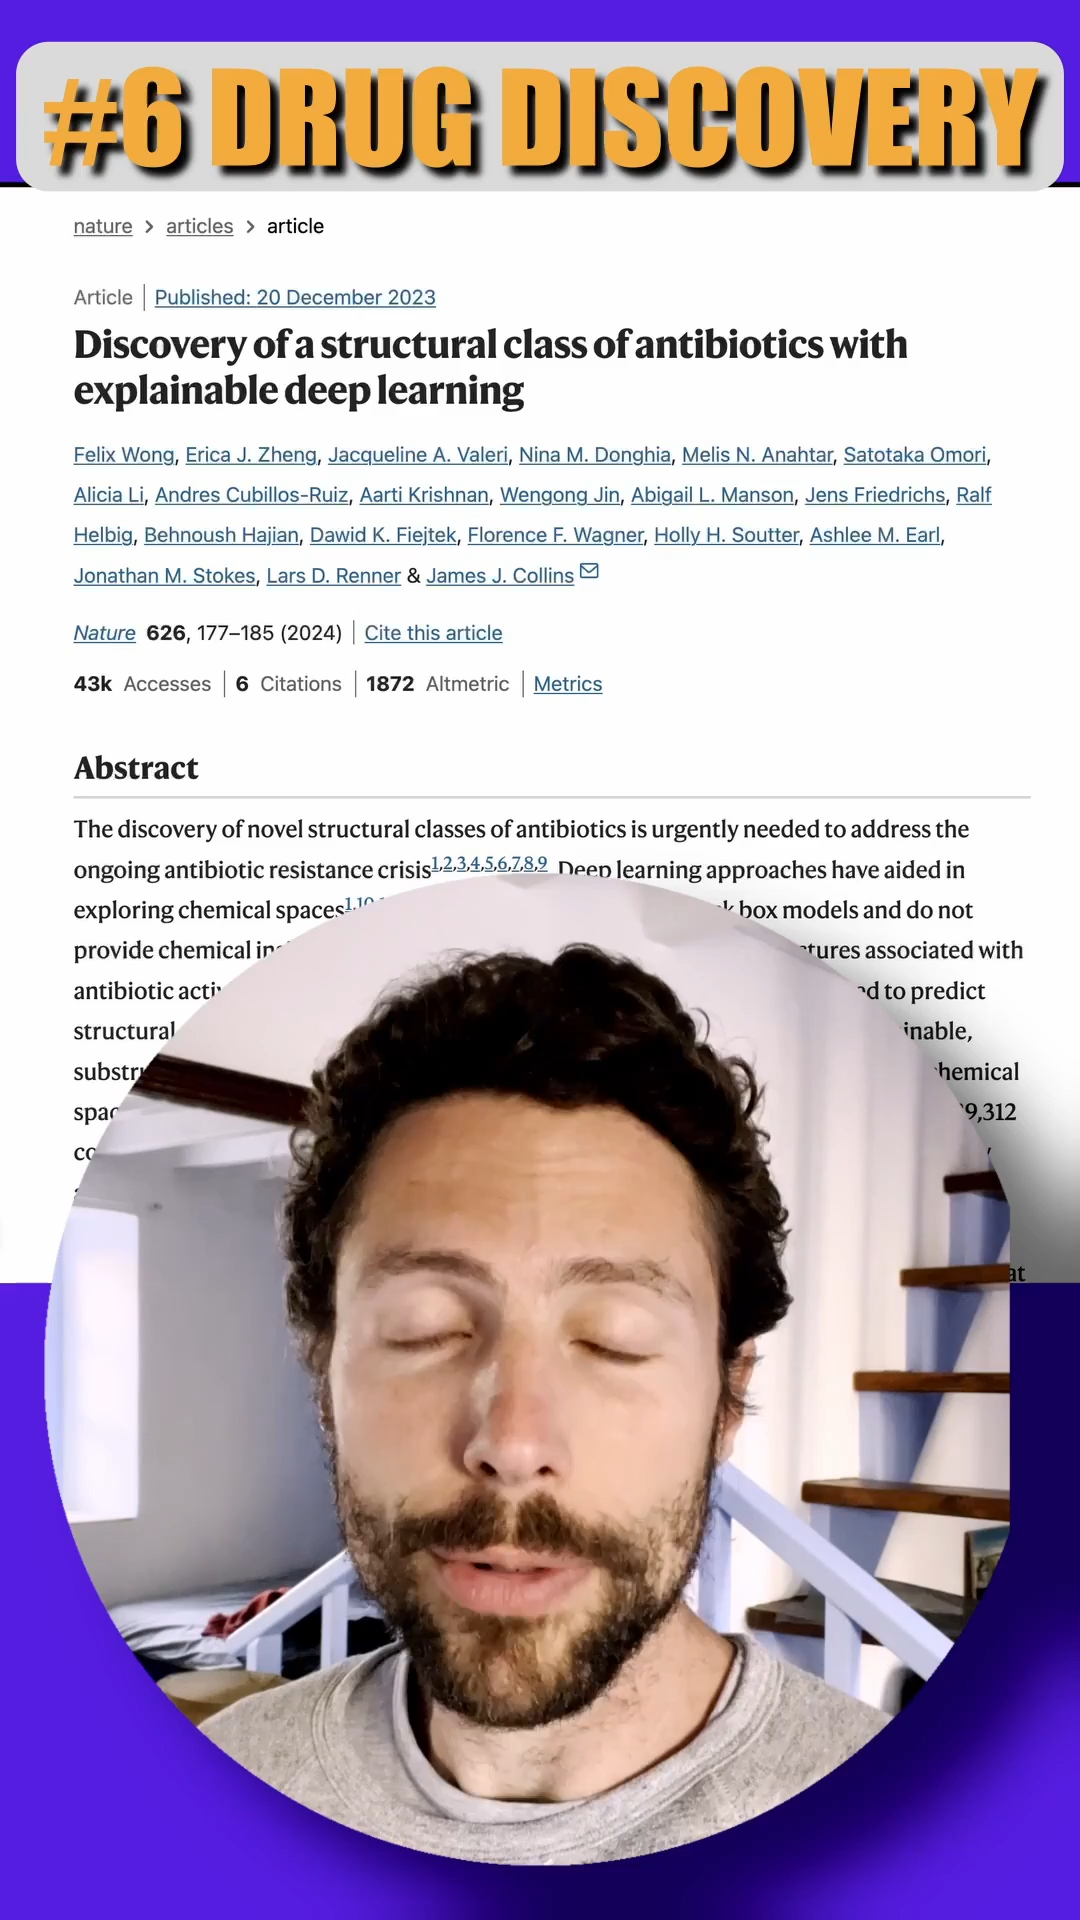 #6 DRUG DISCOVERY
nature > articles > article
Article | Published: 20 December 2023
Discovery of a structural class of antibiotics with
explainable deep learning
Felix Wong, Erica J. Zheng, Jacqueline A. Valeri, Nina M. Donghia, Melis N. Anahtar, Satotaka Omori,
Alicia Li, Andres Cubillos-Ruiz, Aarti Krishnan, Wengong Jin, Abigail L. Manson, Jens Friedrichs, Ralf
Helbig, Behnoush Hajian, Dawid K. Fiejtek, Florence F. Wagner, Holly H. Soutter, Ashlee M. Earl,
Jonathan M. Stokes, Lars D. Renner & James J. Collins
Nature 626, 177–185 (2024) | Cite this article
43k Accesses | 6 Citations | 1872 Altmetric | Metrics
Abstract
The discovery of novel structural classes of antibiotics is urgently needed to address the
ongoing antibiotic resistance crisis1,2,3,4,5,6,7,8,9 Deep learning approaches have aided in
exploring chemical spaces1,10 box models and do not
provide chemical associated with
antibiotic to predict
structural
9,312
at